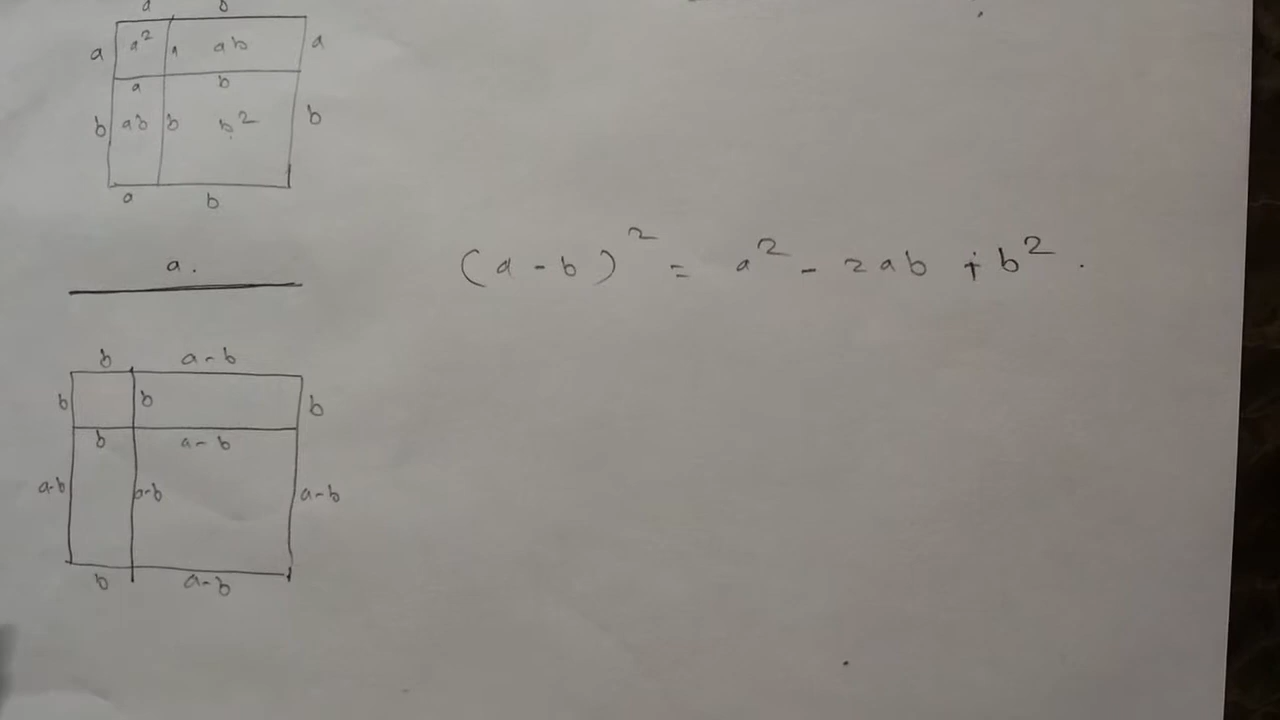 a b
a a² a ab a
a b
b ab b b² b
a b
(a - b)² = a² - 2ab + b².
a.
b a-b
b b b
b a-b
a-b a-b a-b
b a-b